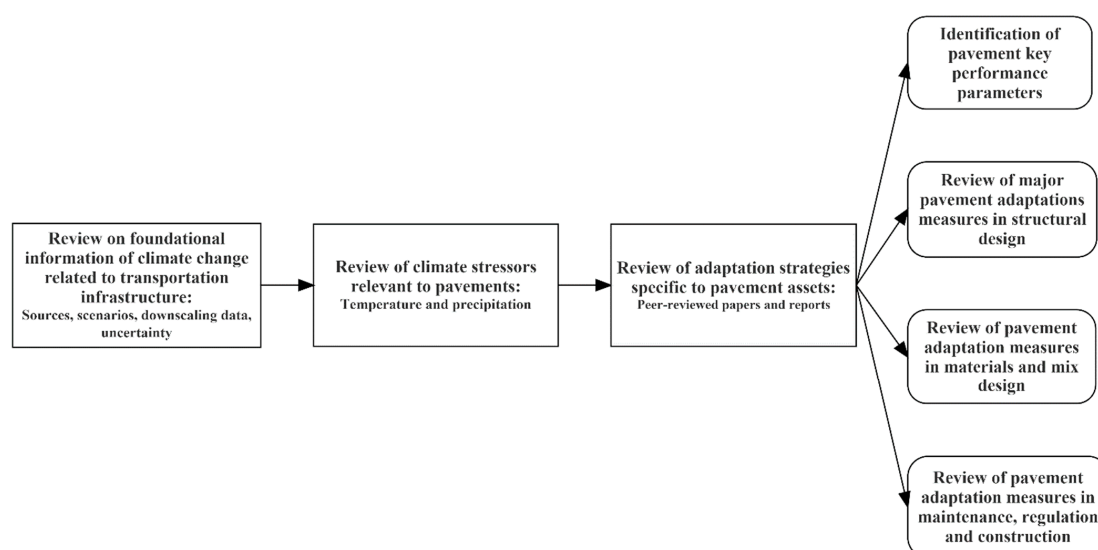 Review on foundational
information of climate change
related to transportation
infrastructure:
Sources, scenarios, downscaling data,
uncertainty
Review of climate stressors
relevant to pavements:
Temperature and precipitation
Review of adaptation strategies
specific to pavement assets:
Peer-reviewed papers and reports
Identification of
pavement key
performance
parameters
Review of major
pavement adaptations
measures in structural
design
Review of pavement
adaptation measures
in materials and mix
design
Review of pavement
adaptation measures in
maintenance, regulation
and construction